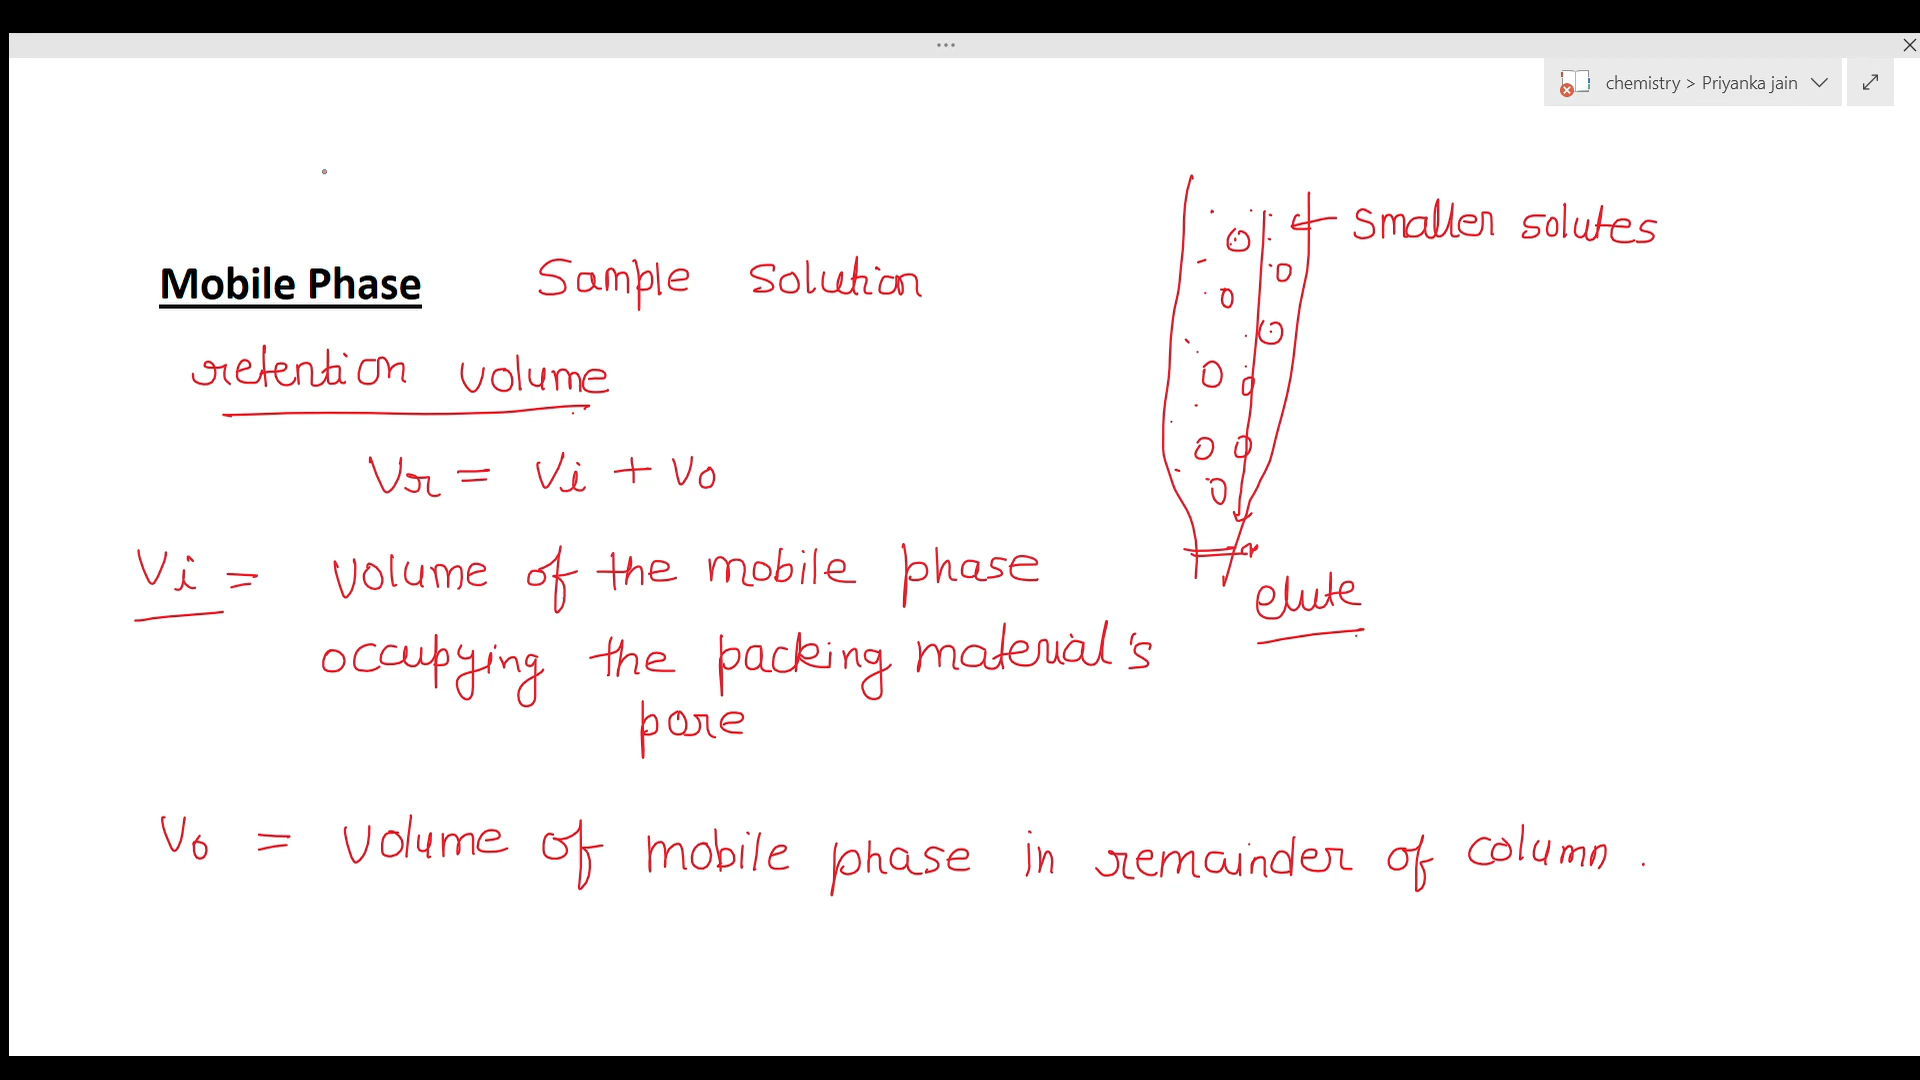 chemistry > Priyanka jain
smaller solutes
Mobile Phase Sample solution
retention volume
Vr = Vi + Vo
Vi = volume of the mobile phase
elute
occupying the packing material's
pore
Vo = volume of mobile phase in remainder of column.